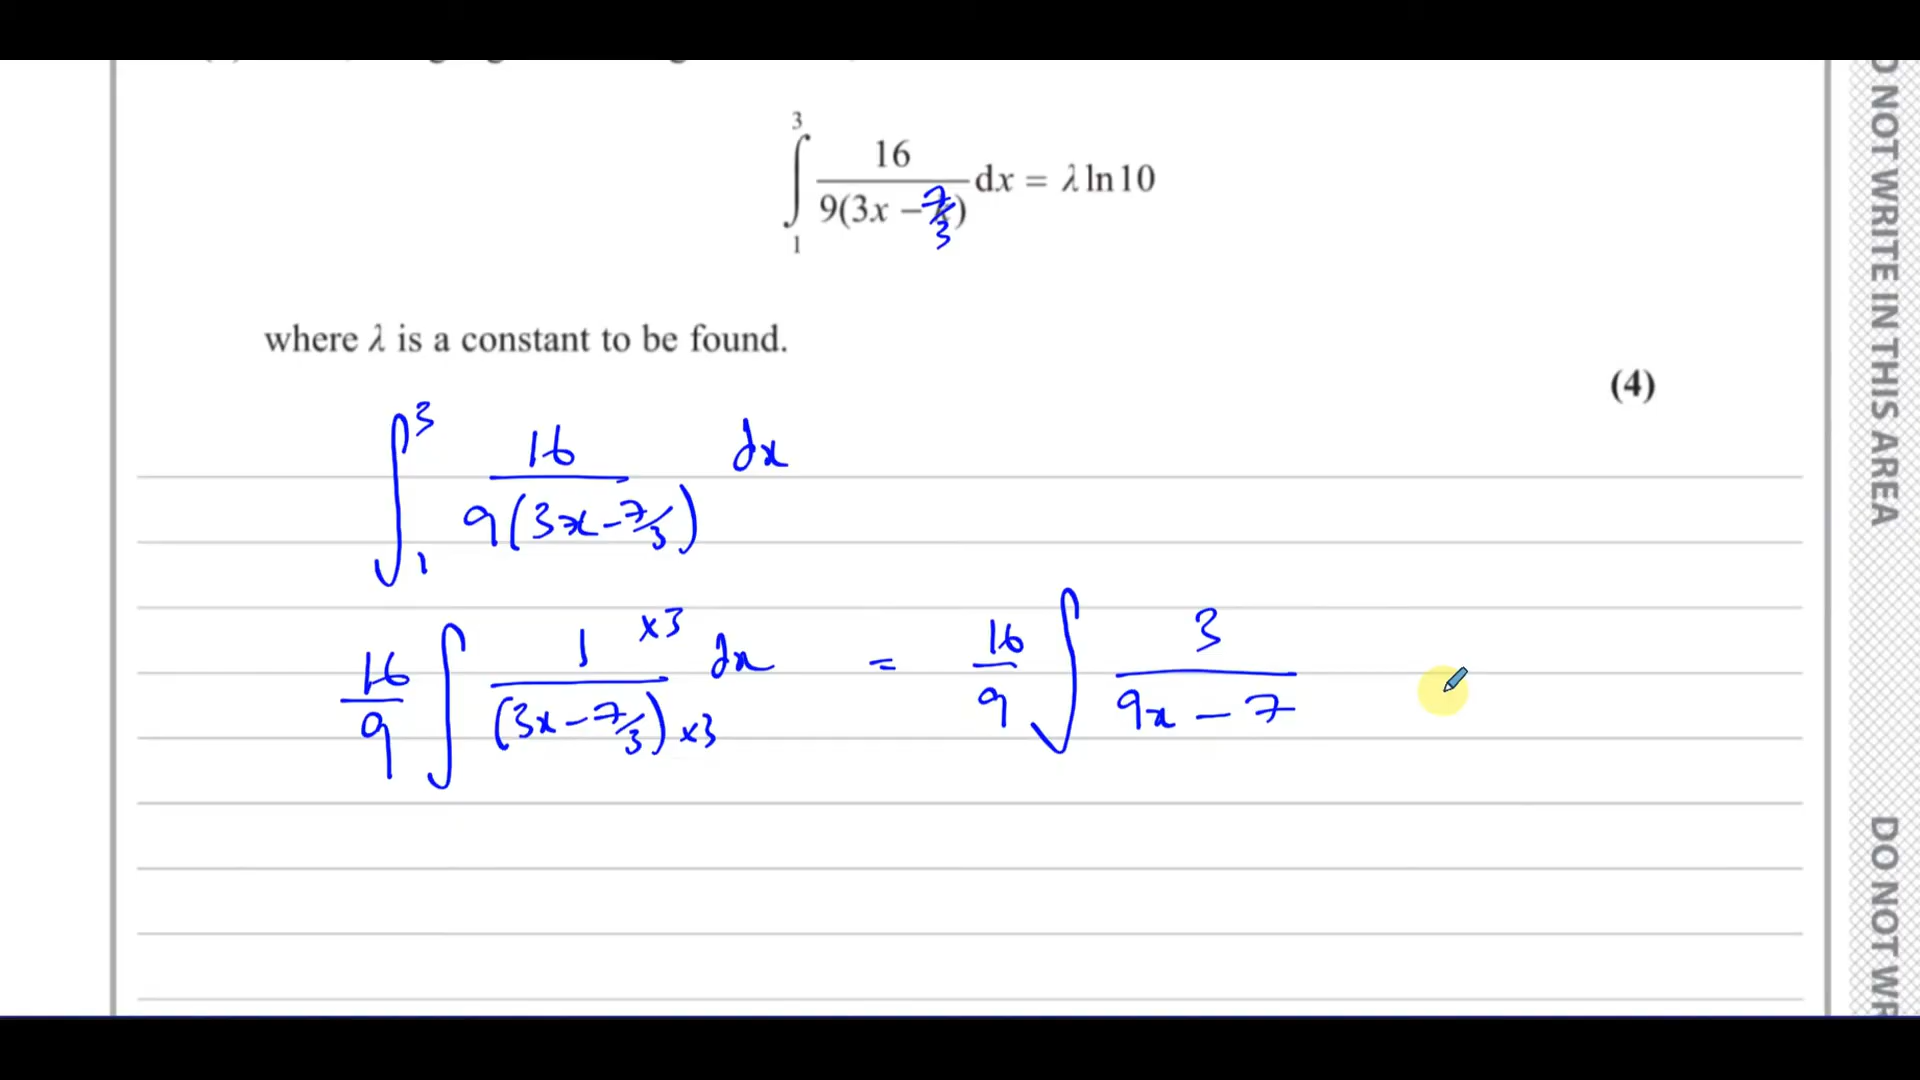 ∫₁³ 16/9(3x − 7/3) dx = λ ln 10
where λ is a constant to be found.
(4)
∫₁³ 16/9(3x − 7/3) dx
16/9 ∫ 1 ×3/(3x − 7/3) ×3 dx = 16/9 ∫ 3/9x − 7
DO NOT WRITE IN THIS AREA
DO NOT WR